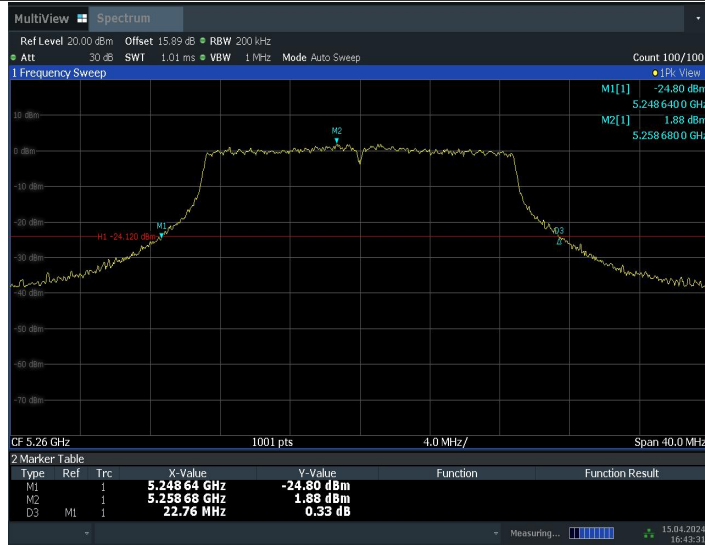 MultiView Spectrum
Ref Level 20.00 dBm Offset 15.89 dB RBW 200 kHz
Att 30 dB SWT 1.01 ms VBW 1 MHz Mode Auto Sweep Count 100/100
1 Frequency Sweep 1Pk View
M1[1] -24.80 dBm
5.248 640 0 GHz
M2[1] 1.88 dBm
5.258 680 0 GHz
10 dBm
M2
0 dBm
-10 dBm
-20 dBm
M1
H1 -24.120 dBm
D3
-30 dBm
-40 dBm
-50 dBm
-60 dBm
-70 dBm
CF 5.26 GHz 1001 pts 4.0 MHz/ Span 40.0 MHz
2 Marker Table
Type Ref Trc X-Value Y-Value Function Function Result
M1 1 5.248 64 GHz -24.80 dBm
M2 1 5.258 68 GHz 1.88 dBm
D3 M1 1 22.76 MHz 0.33 dB
Measuring... 15.04.2024
16:43:31